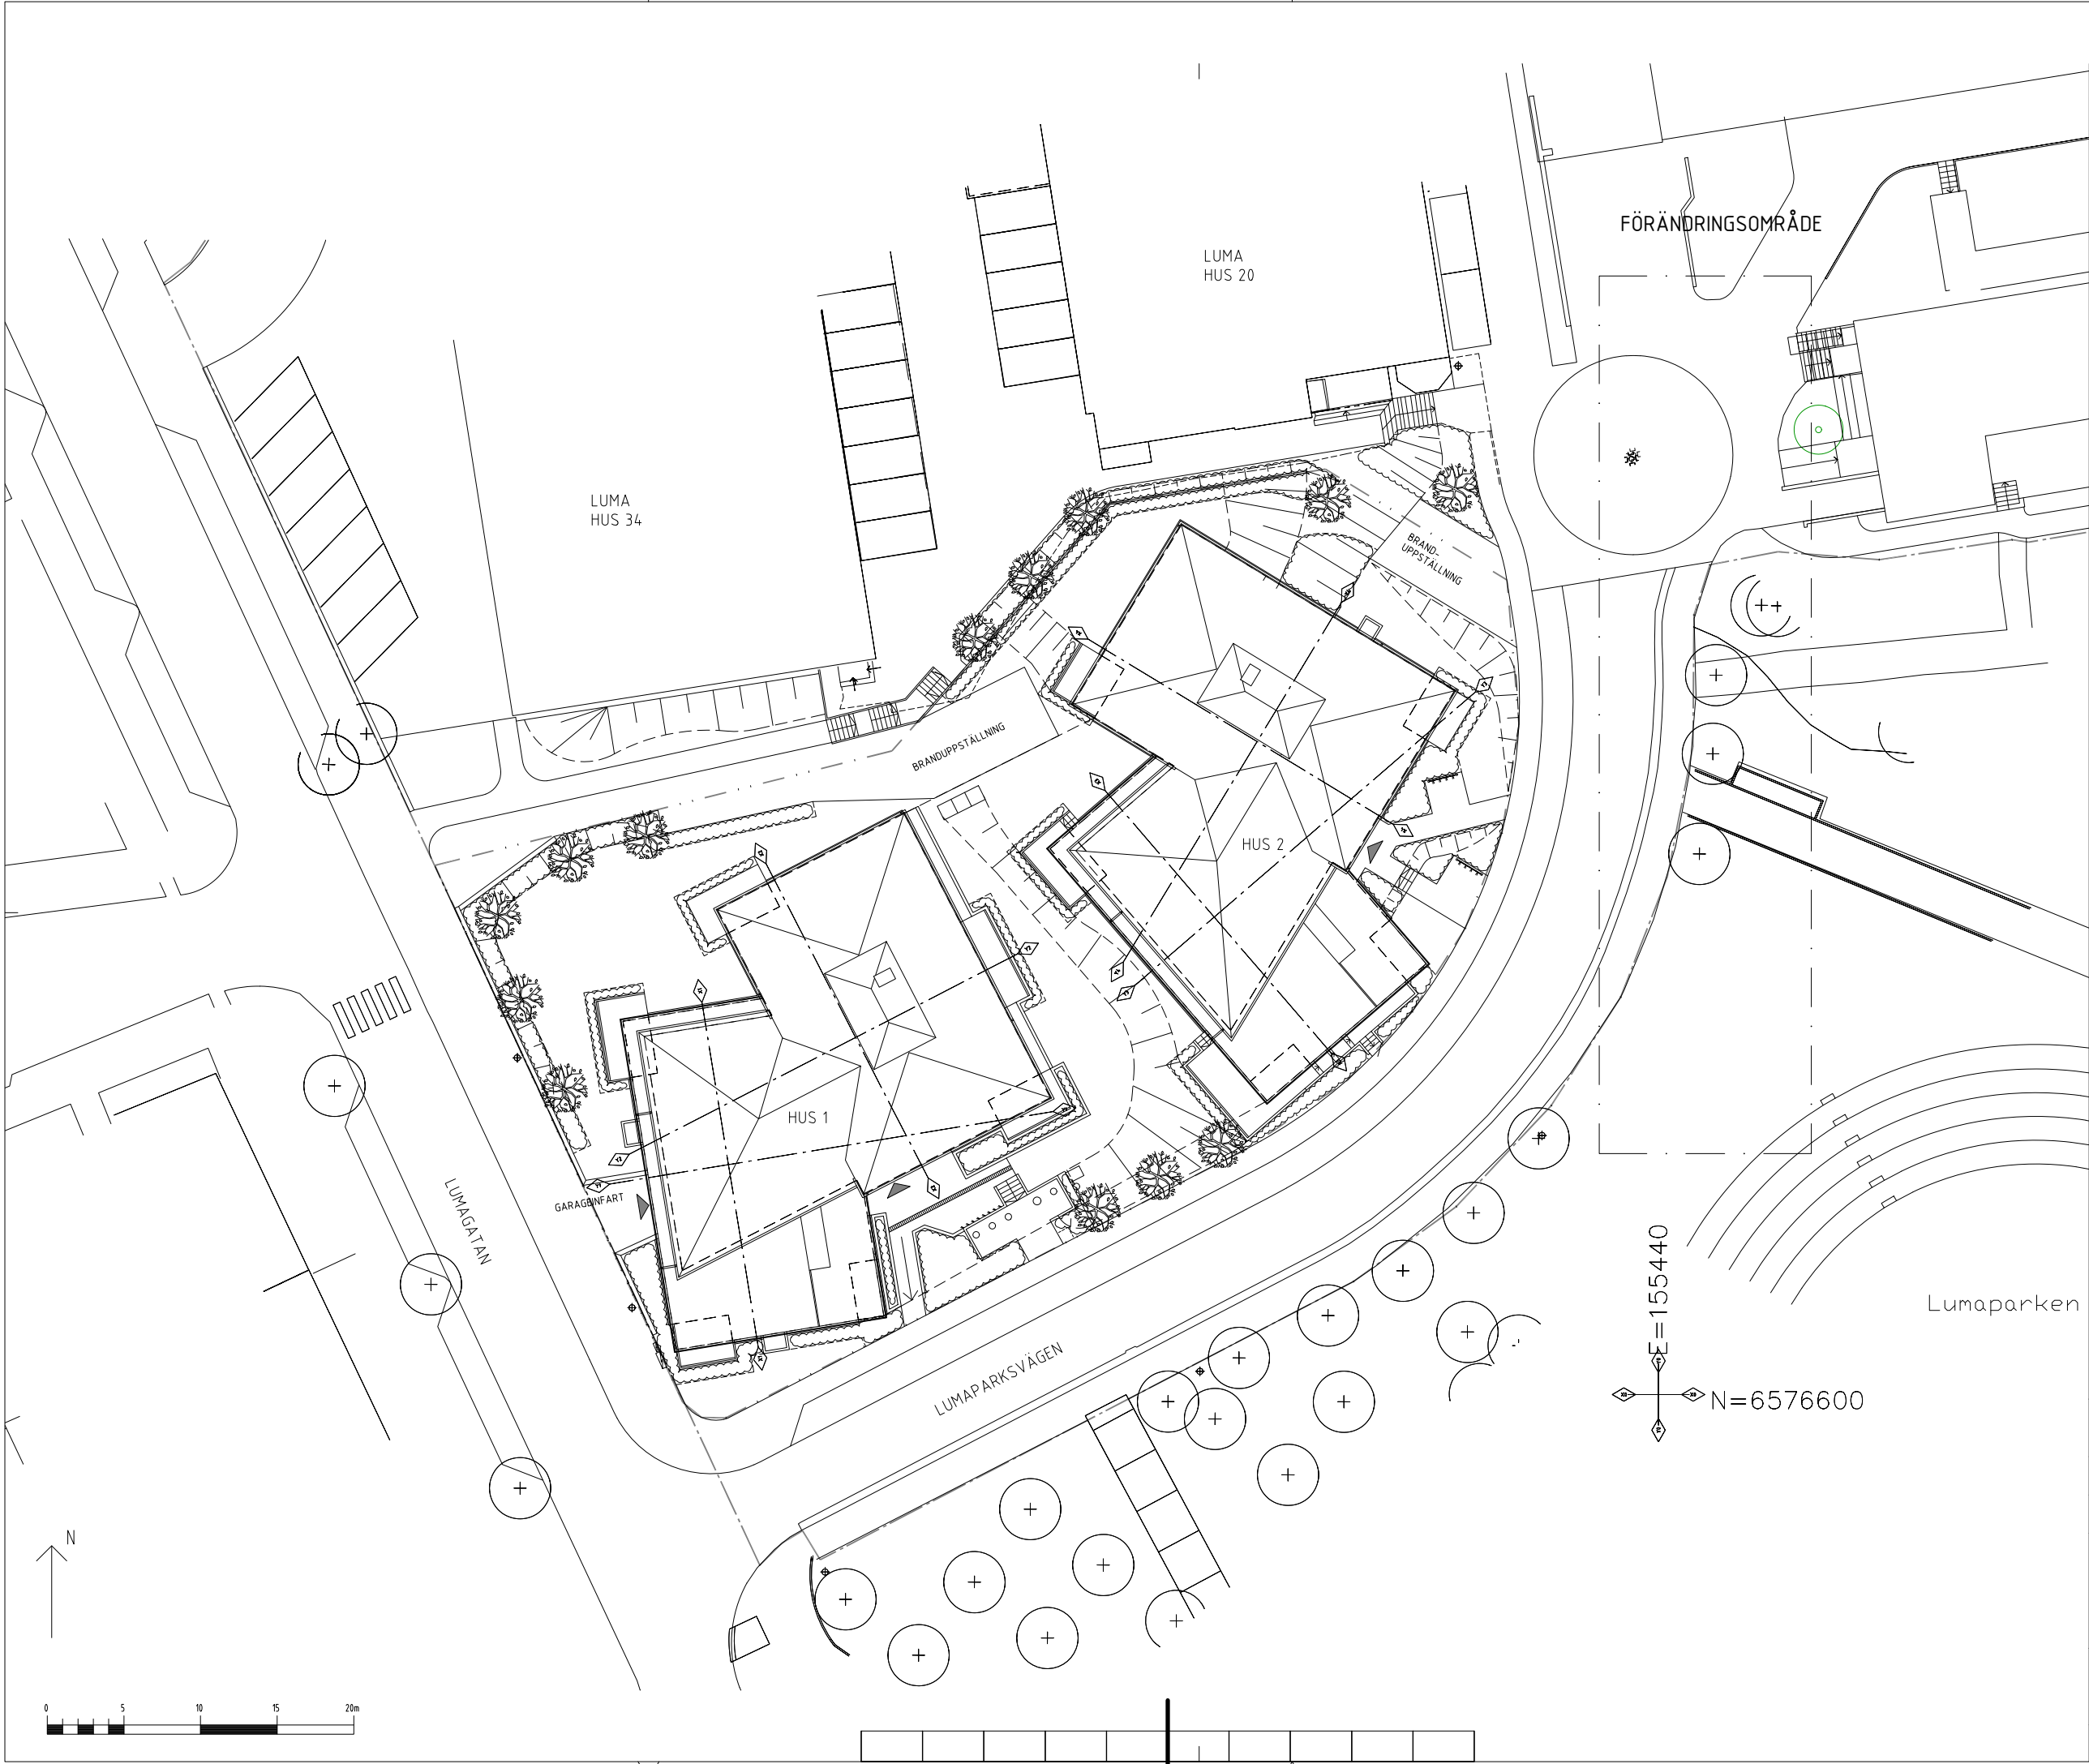 FÖRÄNDRINGSOMRÅDE
LUMA
HUS 20
LUMA
HUS 34
BRAND-
UPPSTÄLLNING
BRANDUPPSTÄLLNING
HUS 2
HUS 1
GARAGEINFART
LUMAGATAN
LUMAPARKSVÄGEN
E=155440
N=6576600
Lumaparken
N
0 5 10 15 20m